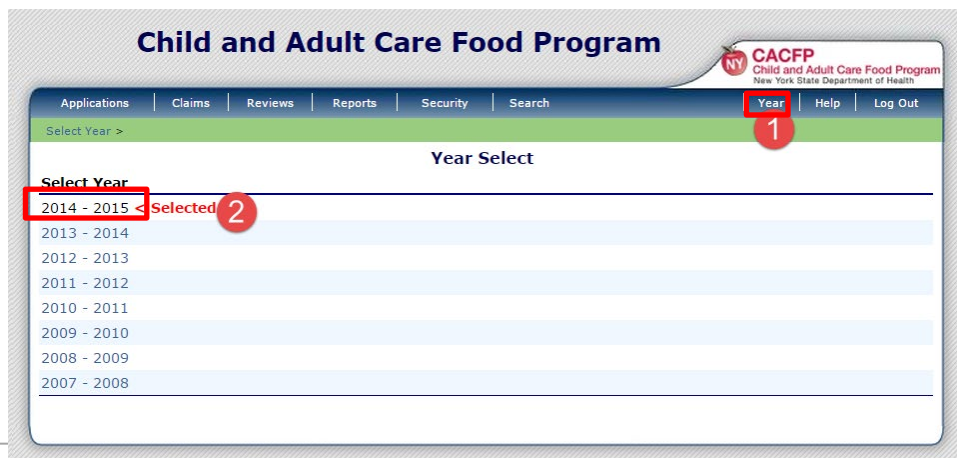 Child and Adult Care Food Program
NY
CACFP
Child and Adult Care Food Program
New York State Department of Health
Applications Claims Reviews Reports Security Search Year Help Log Out
1
Select Year >
Year Select
Select Year
2014 - 2015 < Selected 2
2013 - 2014
2012 - 2013
2011 - 2012
2010 - 2011
2009 - 2010
2008 - 2009
2007 - 2008